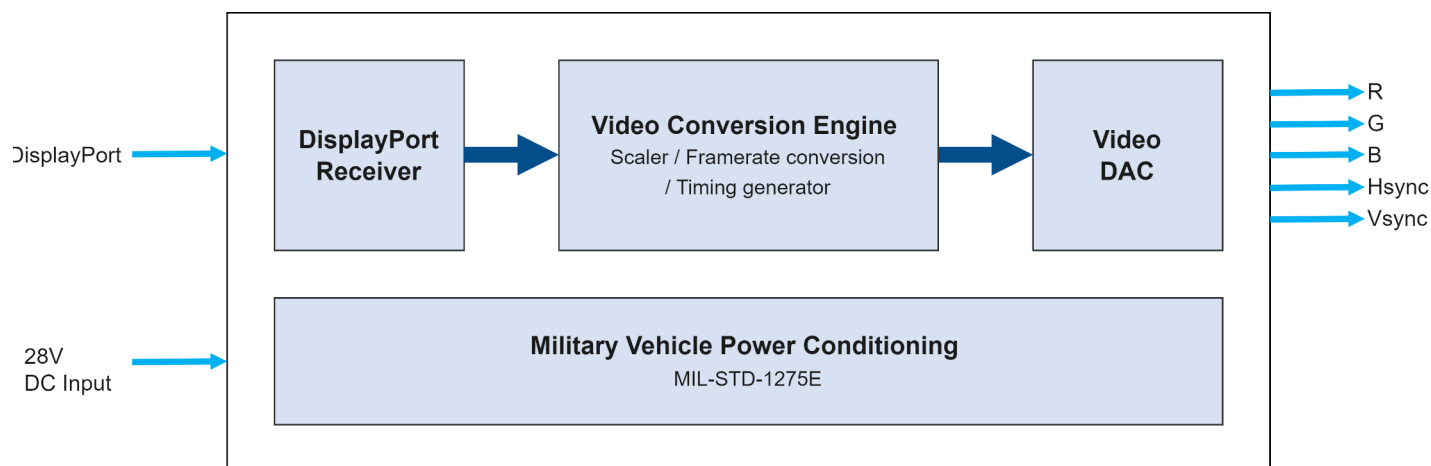 DisplayPort
Receiver
Video Conversion Engine
Scaler / Framerate conversion
/ Timing generator
Video
DAC
R
G
B
Hsync
Vsync
DisplayPort
Military Vehicle Power Conditioning
MIL-STD-1275E
28V
DC Input